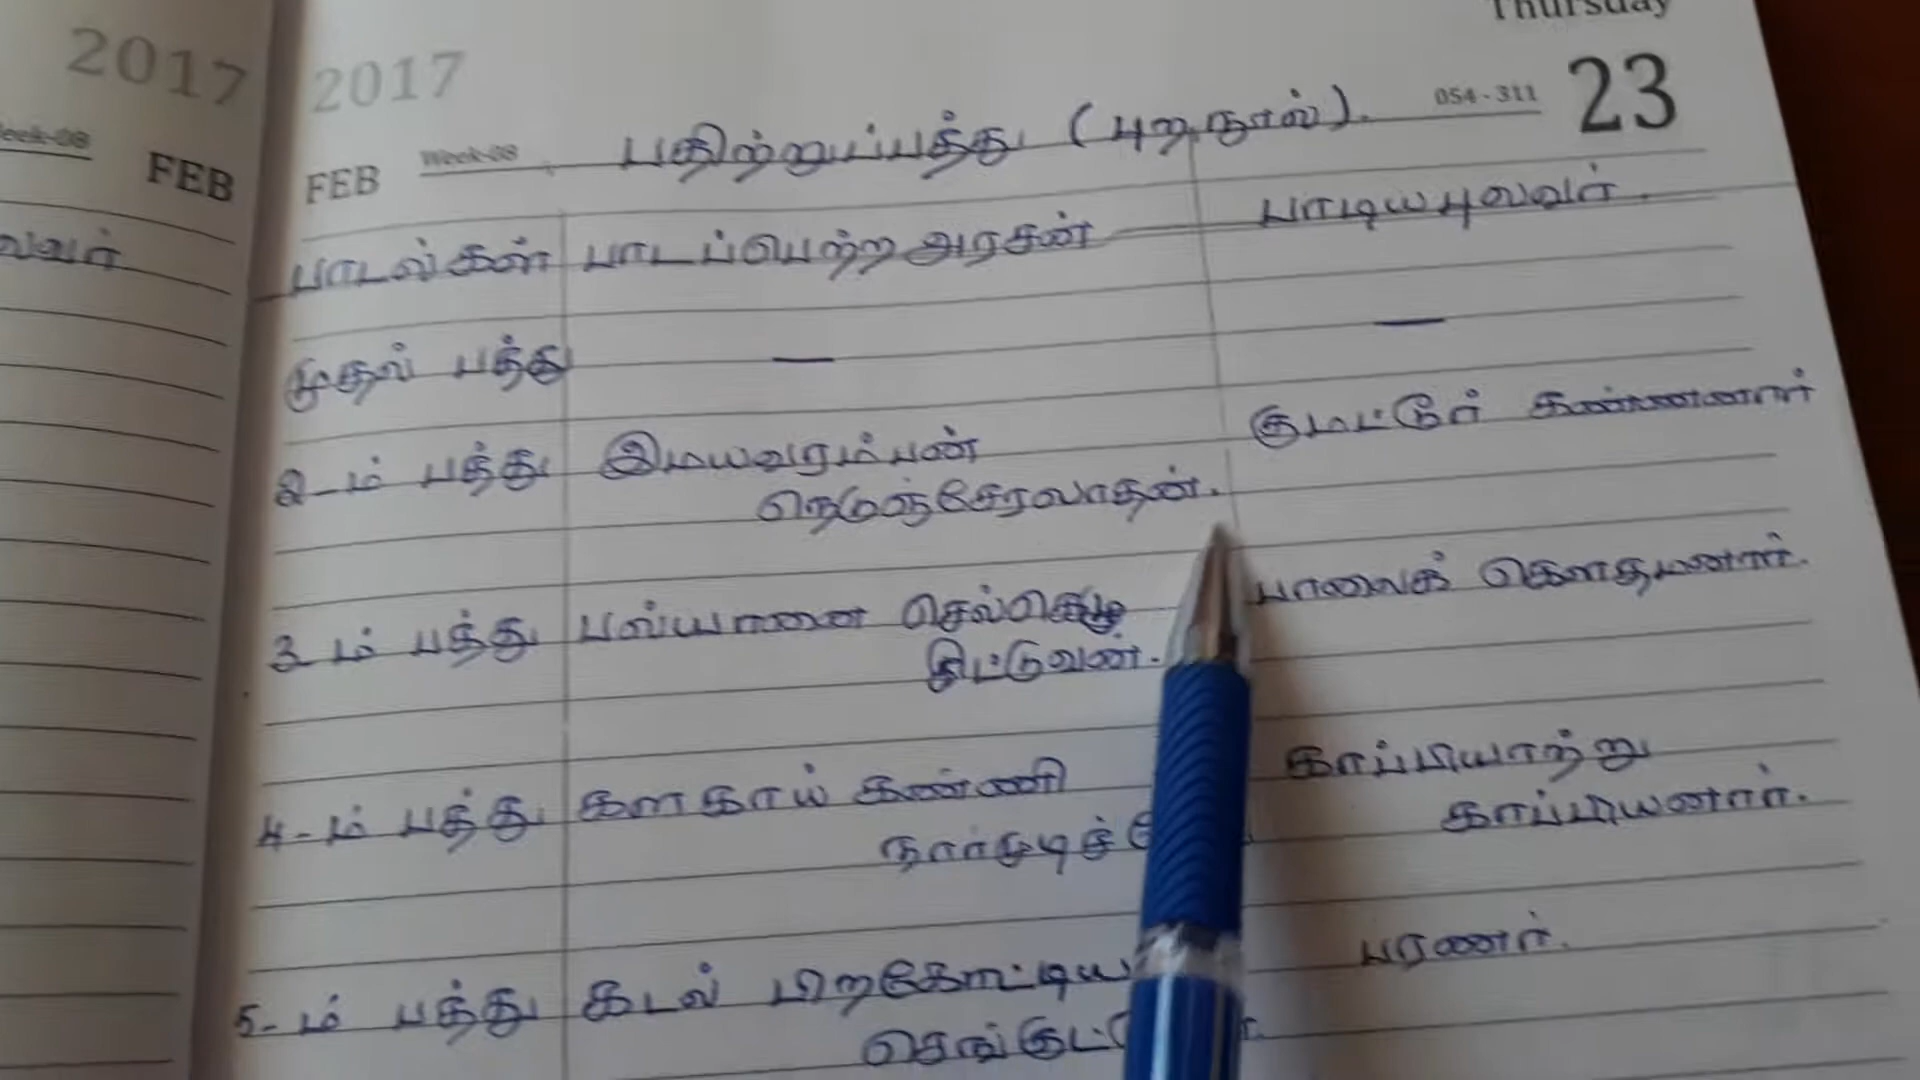 Thursday
2017
2017
054-311 23
Week-08
FEB
FEB
Week-08
பதிற்றுப்பத்து (புறநூல்).
பாடல்கள் பாடப்பெற்ற அரசன் பாடிய புலவர்.
முதல் பத்து — —
2-ம் பத்து இமயவரம்பன் குமட்டூர் கண்ணனார்
நெடுஞ்சேரலாதன்.
3-ம் பத்து பல்யானை செல்கெழு பாலைக் கௌதமனார்.
குட்டுவன்.
4-ம் பத்து களங்காய் கண்ணி காப்பியாற்று
நார்முடிச் காப்பியனார்.
5-ம் பத்து கடல் பிறகோட்டிய பரணர்.